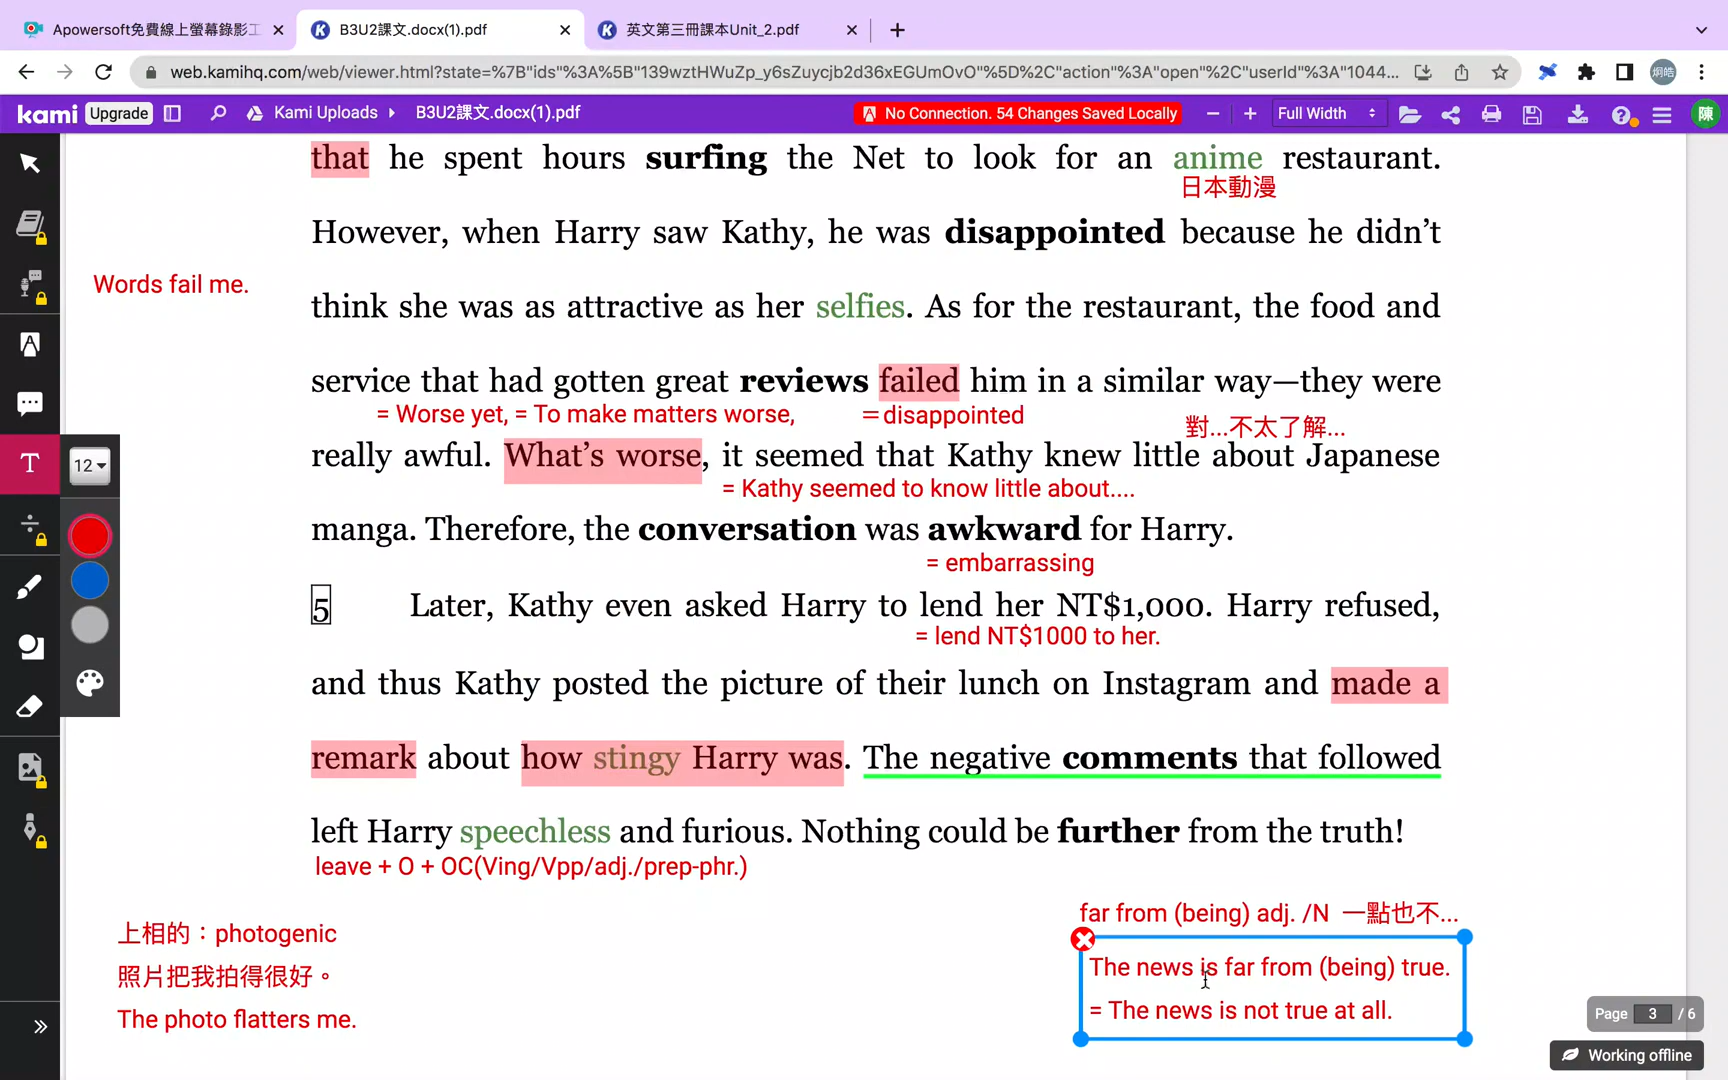 Apowersoft免費線上螢幕錄影工
B3U2課文.docx(1).pdf
英文第三冊課本Unit_2.pdf
web.kamihq.com/web/viewer.html?state=%7B"ids"%3A%5B"139wztHWuZp_y6sZuycjb2d36xEGUmOvO"%5D%2C"action"%3A"open"%2C"userId"%3A"1044...
炯皓
kami
Upgrade
Kami Uploads
B3U2課文.docx(1).pdf
No Connection. 54 Changes Saved Locally
Full Width
陳
that he spent hours surfing the Net to look for an anime restaurant.
日本動漫
However, when Harry saw Kathy, he was disappointed because he didn't
Words fail me.
think she was as attractive as her selfies. As for the restaurant, the food and
service that had gotten great reviews failed him in a similar way—they were
= Worse yet, = To make matters worse,
＝disappointed
對...不太了解...
really awful. What's worse, it seemed that Kathy knew little about Japanese
= Kathy seemed to know little about....
manga. Therefore, the conversation was awkward for Harry.
= embarrassing
5 Later, Kathy even asked Harry to lend her NT$1,000. Harry refused,
= lend NT$1000 to her.
and thus Kathy posted the picture of their lunch on Instagram and made a
remark about how stingy Harry was. The negative comments that followed
left Harry speechless and furious. Nothing could be further from the truth!
leave + O + OC(Ving/Vpp/adj./prep-phr.)
far from (being) adj. /N 一點也不...
上相的：photogenic
The news is far from (being) true.
照片把我拍得很好。
= The news is not true at all.
The photo flatters me.
12
T
Page 3 / 6
Working offline